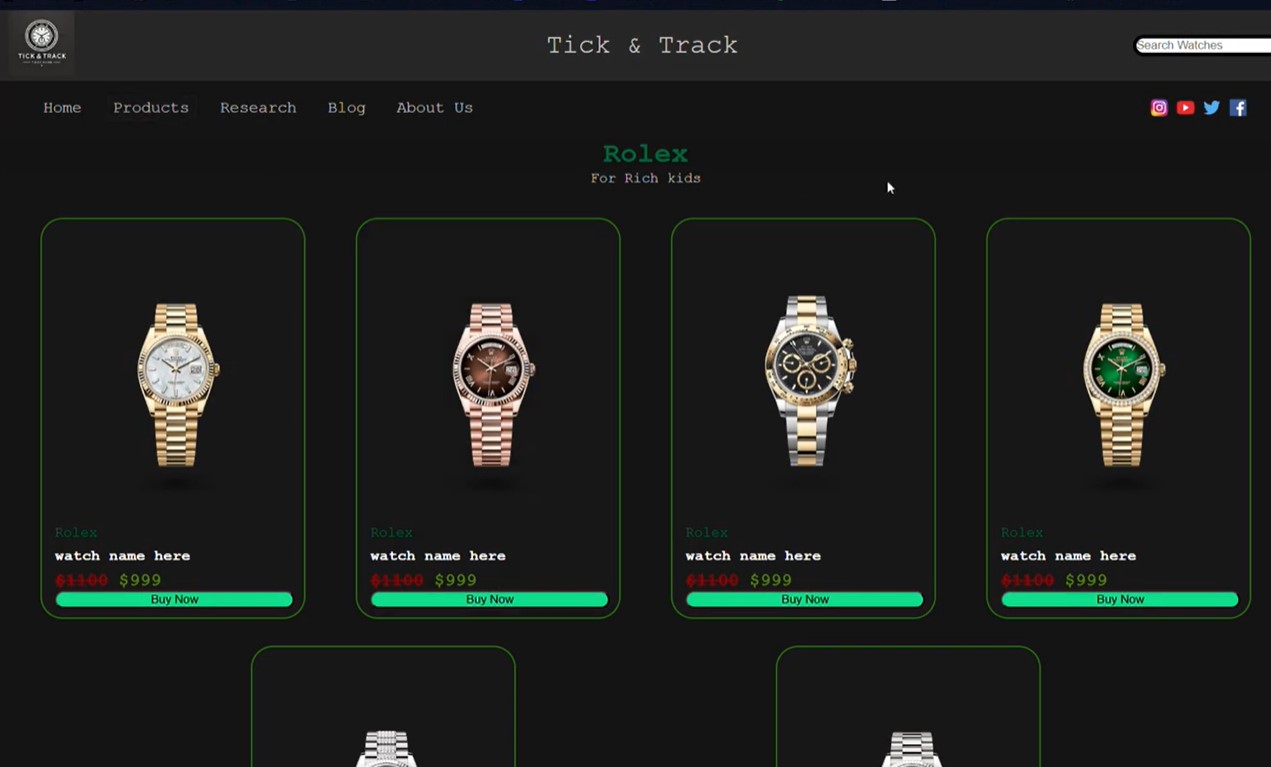 TICK & TRACK
Tick & Track
Search Watches
Home Products Research Blog About Us
Rolex
For Rich kids
Rolex Rolex Rolex Rolex
watch name here watch name here watch name here watch name here
$1100 $999 $1100 $999 $1100 $999 $1100 $999
Buy Now Buy Now Buy Now Buy Now